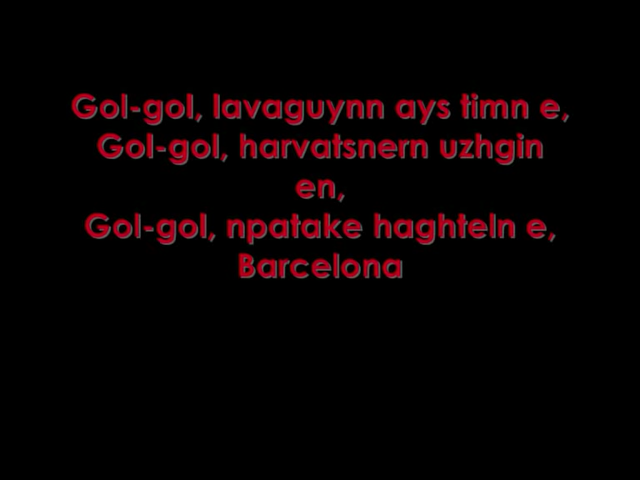 Gol-gol, lavaguynn ays timn e,
Gol-gol, harvatsnern uzhgin
en,
Gol-gol, npatake haghteln e,
Barcelona